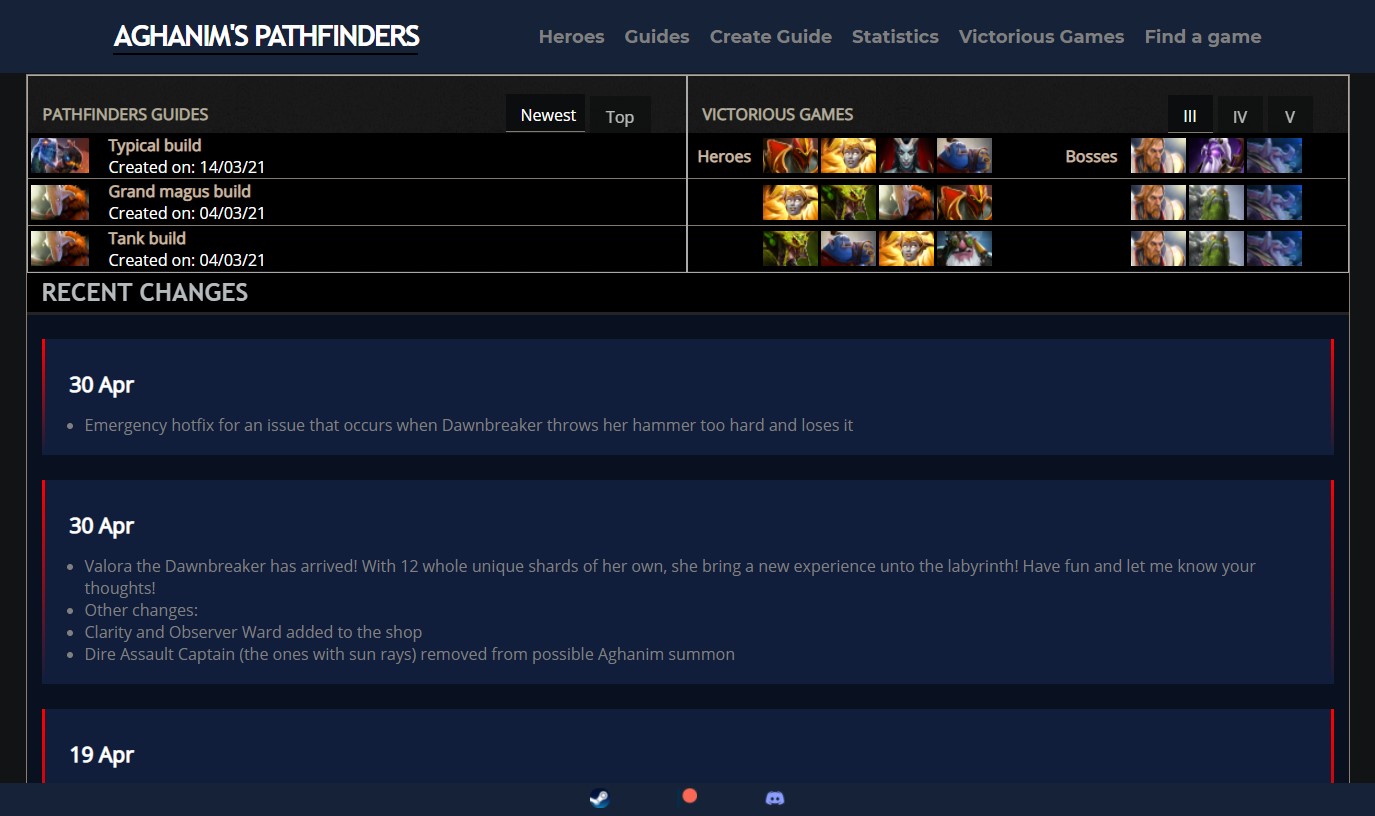 AGHANIM'S PATHFINDERS
Heroes Guides Create Guide Statistics Victorious Games Find a game
PATHFINDERS GUIDES
Newest Top
Typical build
Created on: 14/03/21
Grand magus build
Created on: 04/03/21
Tank build
Created on: 04/03/21
VICTORIOUS GAMES
III IV V
Heroes
Bosses
RECENT CHANGES
30 Apr
• Emergency hotfix for an issue that occurs when Dawnbreaker throws her hammer too hard and loses it
30 Apr
• Valora the Dawnbreaker has arrived! With 12 whole unique shards of her own, she bring a new experience unto the labyrinth! Have fun and let me know your
thoughts!
• Other changes:
• Clarity and Observer Ward added to the shop
• Dire Assault Captain (the ones with sun rays) removed from possible Aghanim summon
19 Apr